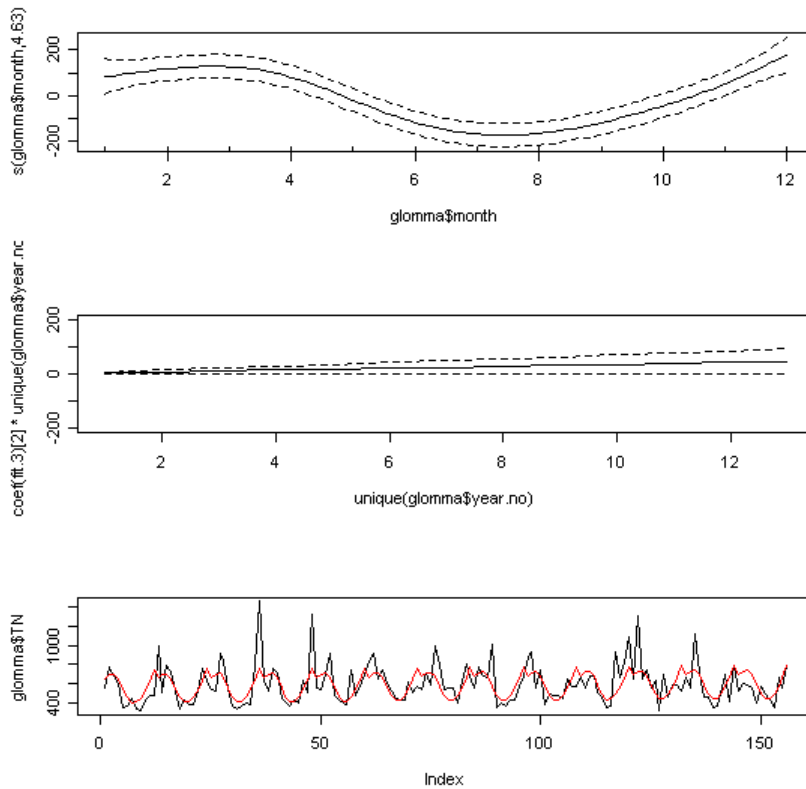 s(glomma$month,4.63)
200
0
-200
2 4 6 8 10 12
glomma$month
coef(fit.3)[2] * unique(glomma$year.nc
200
0
-200
2 4 6 8 10 12
unique(glomma$year.no)
glomma$TN
1000
400
0 50 100 150
Index